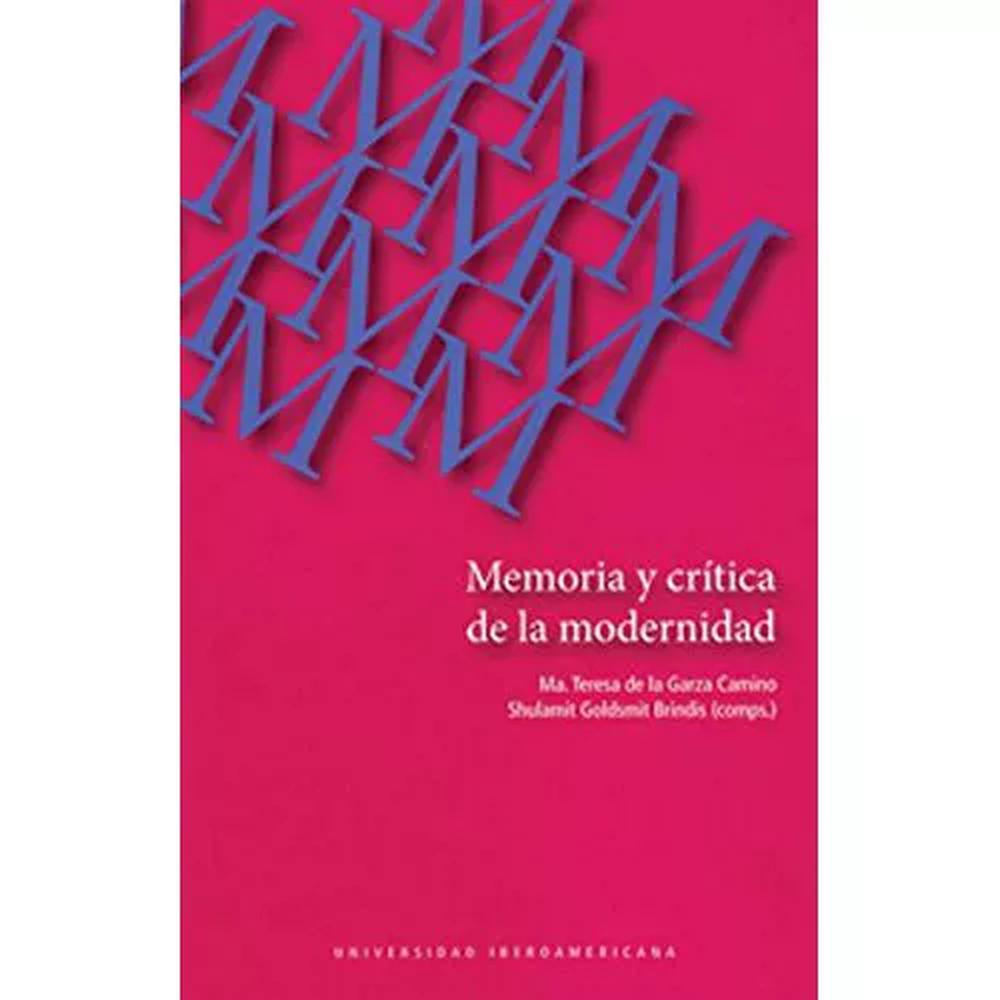 Memoria y crítica
de la modernidad
Ma. Teresa de la Garza Camino
Shulamit Goldsmit Brindis (comps.)
UNIVERSIDAD IBEROAMERICANA